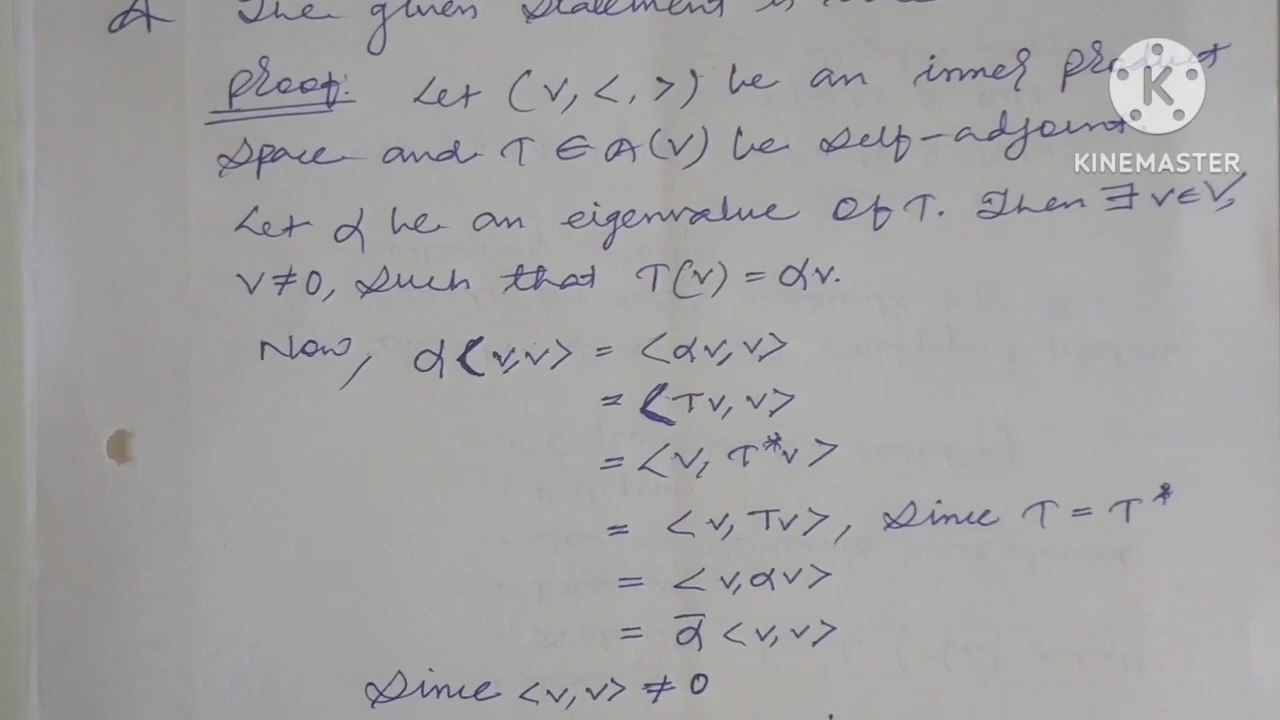 A The given statement is
Proof: Let (V, <, >) be an inner product
space and T ∈ A(V) be self-adjoint
Let α be an eigenvalue of T. Then ∃ v ∈ V,
v ≠ 0, such that T(v) = αv.
Now, α<v,v> = <αv, v>
= <Tv, v>
= <v, T*v>
= <v, Tv>, since T = T*
= <v, αv>
= ᾱ <v, v>
Since <v, v> ≠ 0
K
KINEMASTER